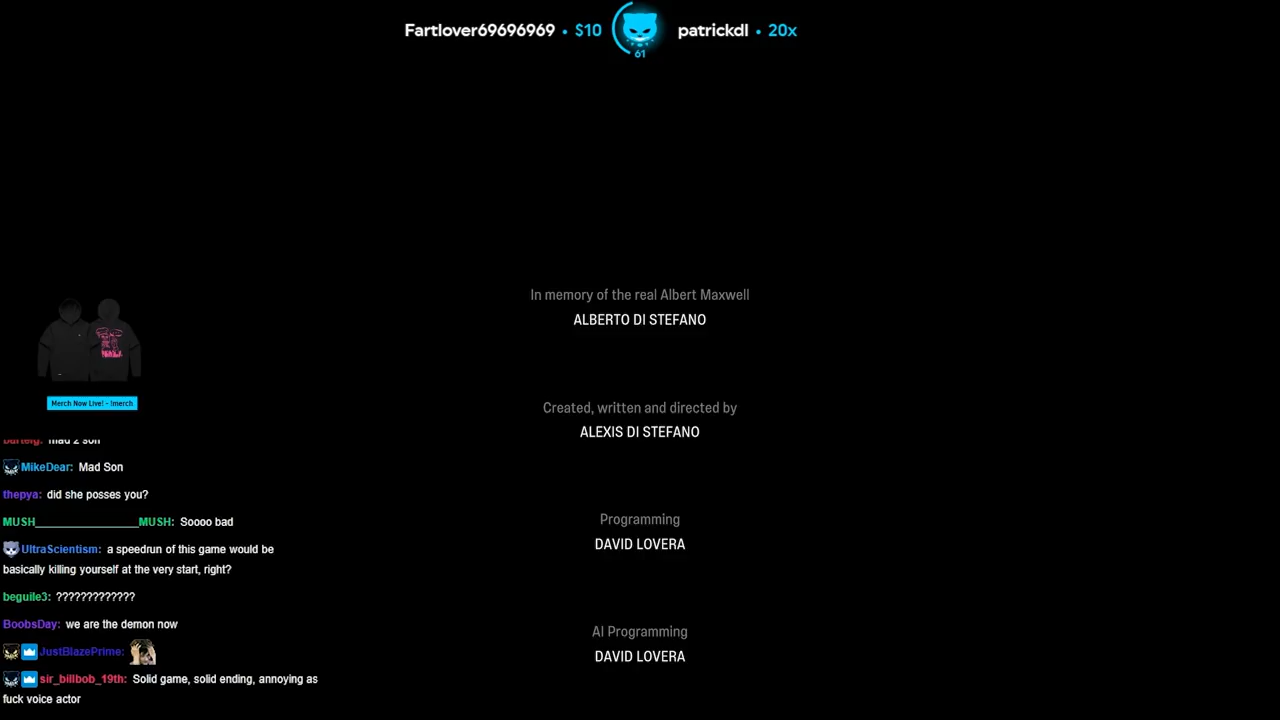 Fartlover69696969 • $10
61
patrickdl • 20x
In memory of the real Albert Maxwell
ALBERTO DI STEFANO
Created, written and directed by
ALEXIS DI STEFANO
Programming
DAVID LOVERA
AI Programming
DAVID LOVERA
Merch Now Live! - !merch
mad 2 son
MikeDear: Mad Son
thepya: did she posses you?
MUSH__________________MUSH: Soooo bad
UltraScientism: a speedrun of this game would be
basically killing yourself at the very start, right?
beguile3: ?????????????
BoobsDay: we are the demon now
JustBlazePrime:
sir_billbob_19th: Solid game, solid ending, annoying as
fuck voice actor